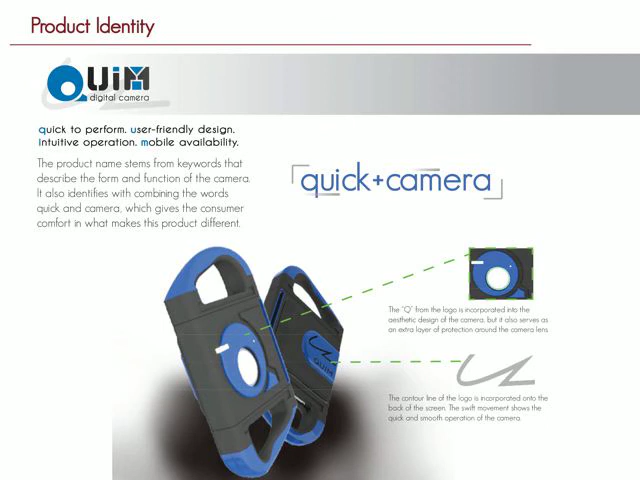 Product Identity
QUiM
digital camera
quick to perform. user-friendly design.
intuitive operation. mobile availability.
The product name stems from keywords that
describe the form and function of the camera.
It also identifies with combining the words
quick and camera, which gives the consumer
comfort in what makes this product different.
quick+camera
The "Q" from the logo is incorporated into the
aesthetic design of the camera, but it also serves as
an extra layer of protection around the camera lens.
QUIM
The contour line of the logo is incorporated onto the
back of the screen. The swift movement shows the
quick and smooth operation of the camera.